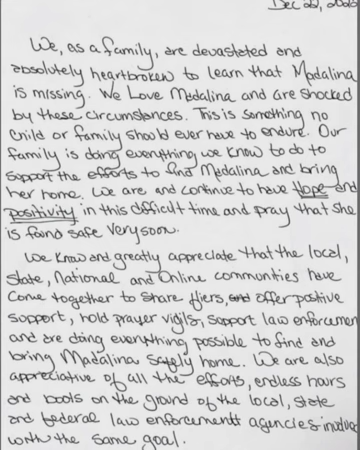 Dec 22, 2022
We, as a family, are devastated and
absolutely heartbroken to learn that Madalina
is missing. We Love Madalina and are shocked
by these circumstances. This is something no
child or family should ever have to endure. Our
family is doing everything we know to do to
support the efforts to find Madalina and bring
her home. We are and continue to have Hope and
positivity in this difficult time and pray that she
is found safe very soon.
We know and greatly appreciate that the local,
state, National and Online communties have
come together to share fliers, offer positive
support, hold prayer vigils, support law enforcemen
and are doing everything possible to find and
bring Madalina safely home. We are also
appreciative of all the efforts, endless hours
and boots on the ground of the local, state
and federal law enforcement agencies involved
with the same goal.